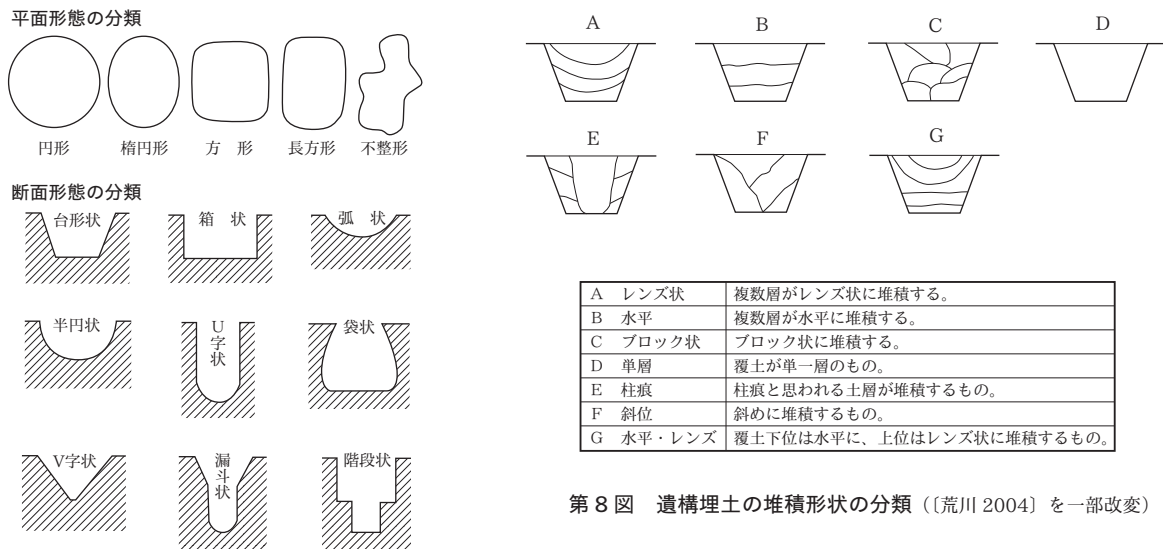 平面形態の分類
円形 楕円形 方 形 長方形 不整形
断面形態の分類
台形状 箱 状 弧 状
半円状 U字状 袋状
V字状 漏斗状 階段状
A B C D
E F G
A レンズ状 複数層がレンズ状に堆積する。
B 水平 複数層が水平に堆積する。
C ブロック状 ブロック状に堆積する。
D 単層 覆土が単一層のもの。
E 柱痕 柱痕と思われる土層が堆積するもの。
F 斜位 斜めに堆積するもの。
G 水平・レンズ 覆土下位は水平に、上位はレンズ状に堆積するもの。
第8図 遺構埋土の堆積形状の分類(〔荒川 2004〕を一部改変)